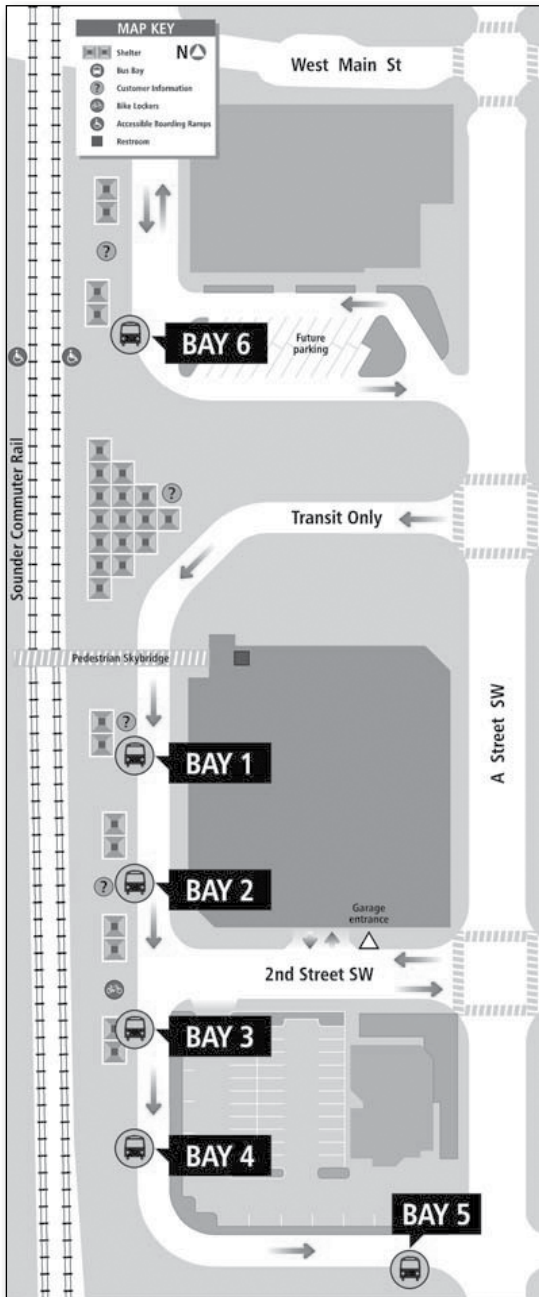 MAP KEY
Shelter
N
Bus Bay
? Customer Information
Bike Lockers
Accessible Boarding Ramps
Restroom
West Main St
?
BAY 6
Future
parking
Sounder Commuter Rail
?
Transit Only
Pedestrian Skybridge
A Street SW
?
BAY 1
?
BAY 2
Garage
entrance
2nd Street SW
BAY 3
BAY 4
BAY 5